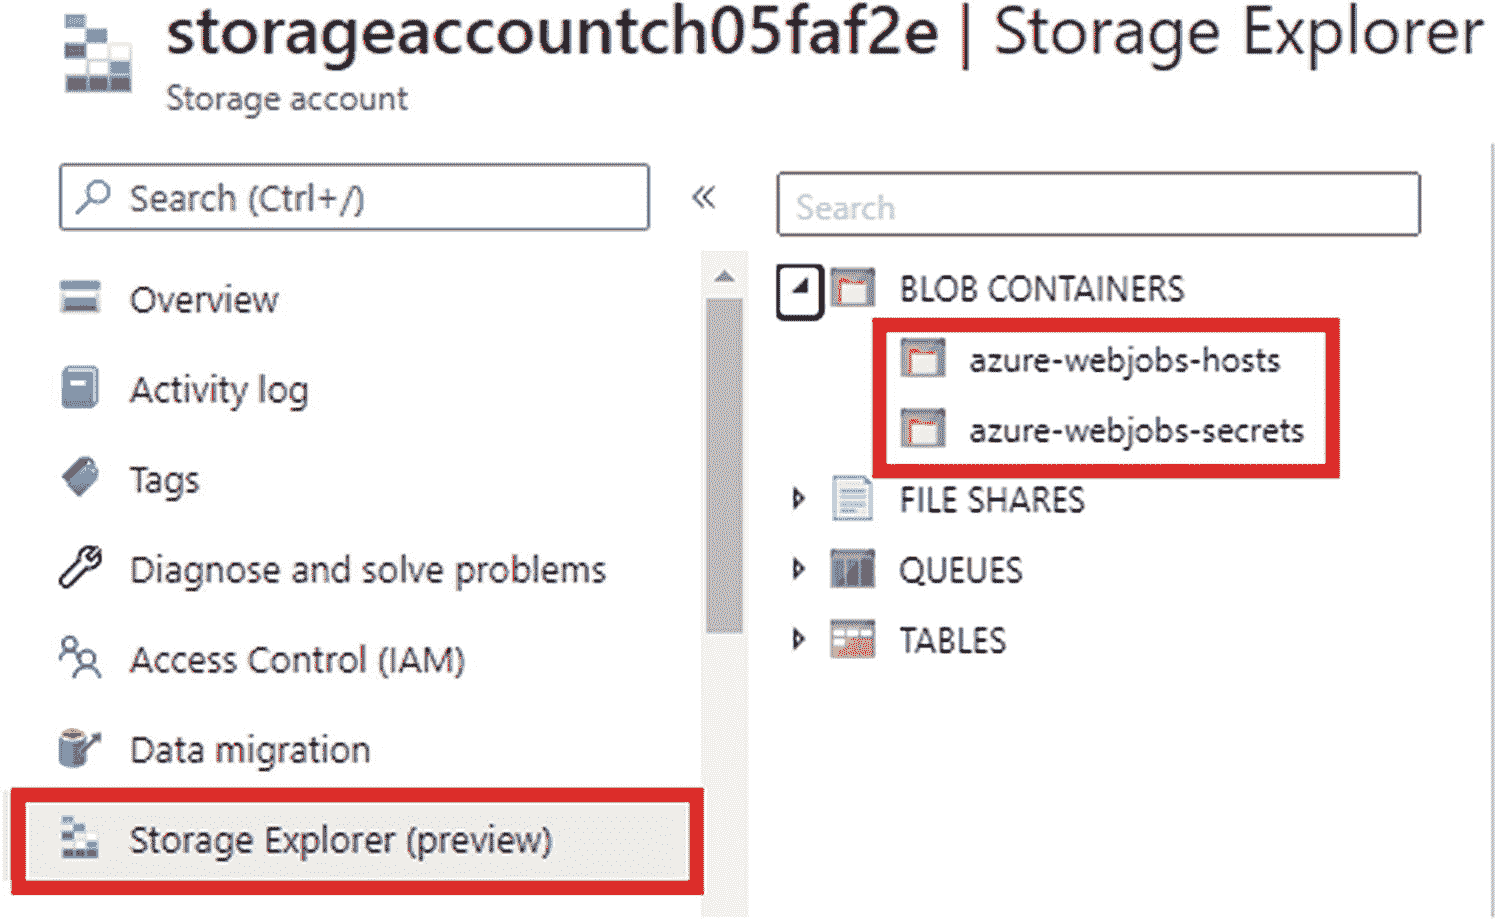 storageaccountch05faf2e | Storage Explorer
Storage account
Search (Ctrl+/)
«
Overview
Activity log
Tags
Diagnose and solve problems
Access Control (IAM)
Data migration
Storage Explorer (preview)
Search
BLOB CONTAINERS
azure-webjobs-hosts
azure-webjobs-secrets
FILE SHARES
QUEUES
TABLES